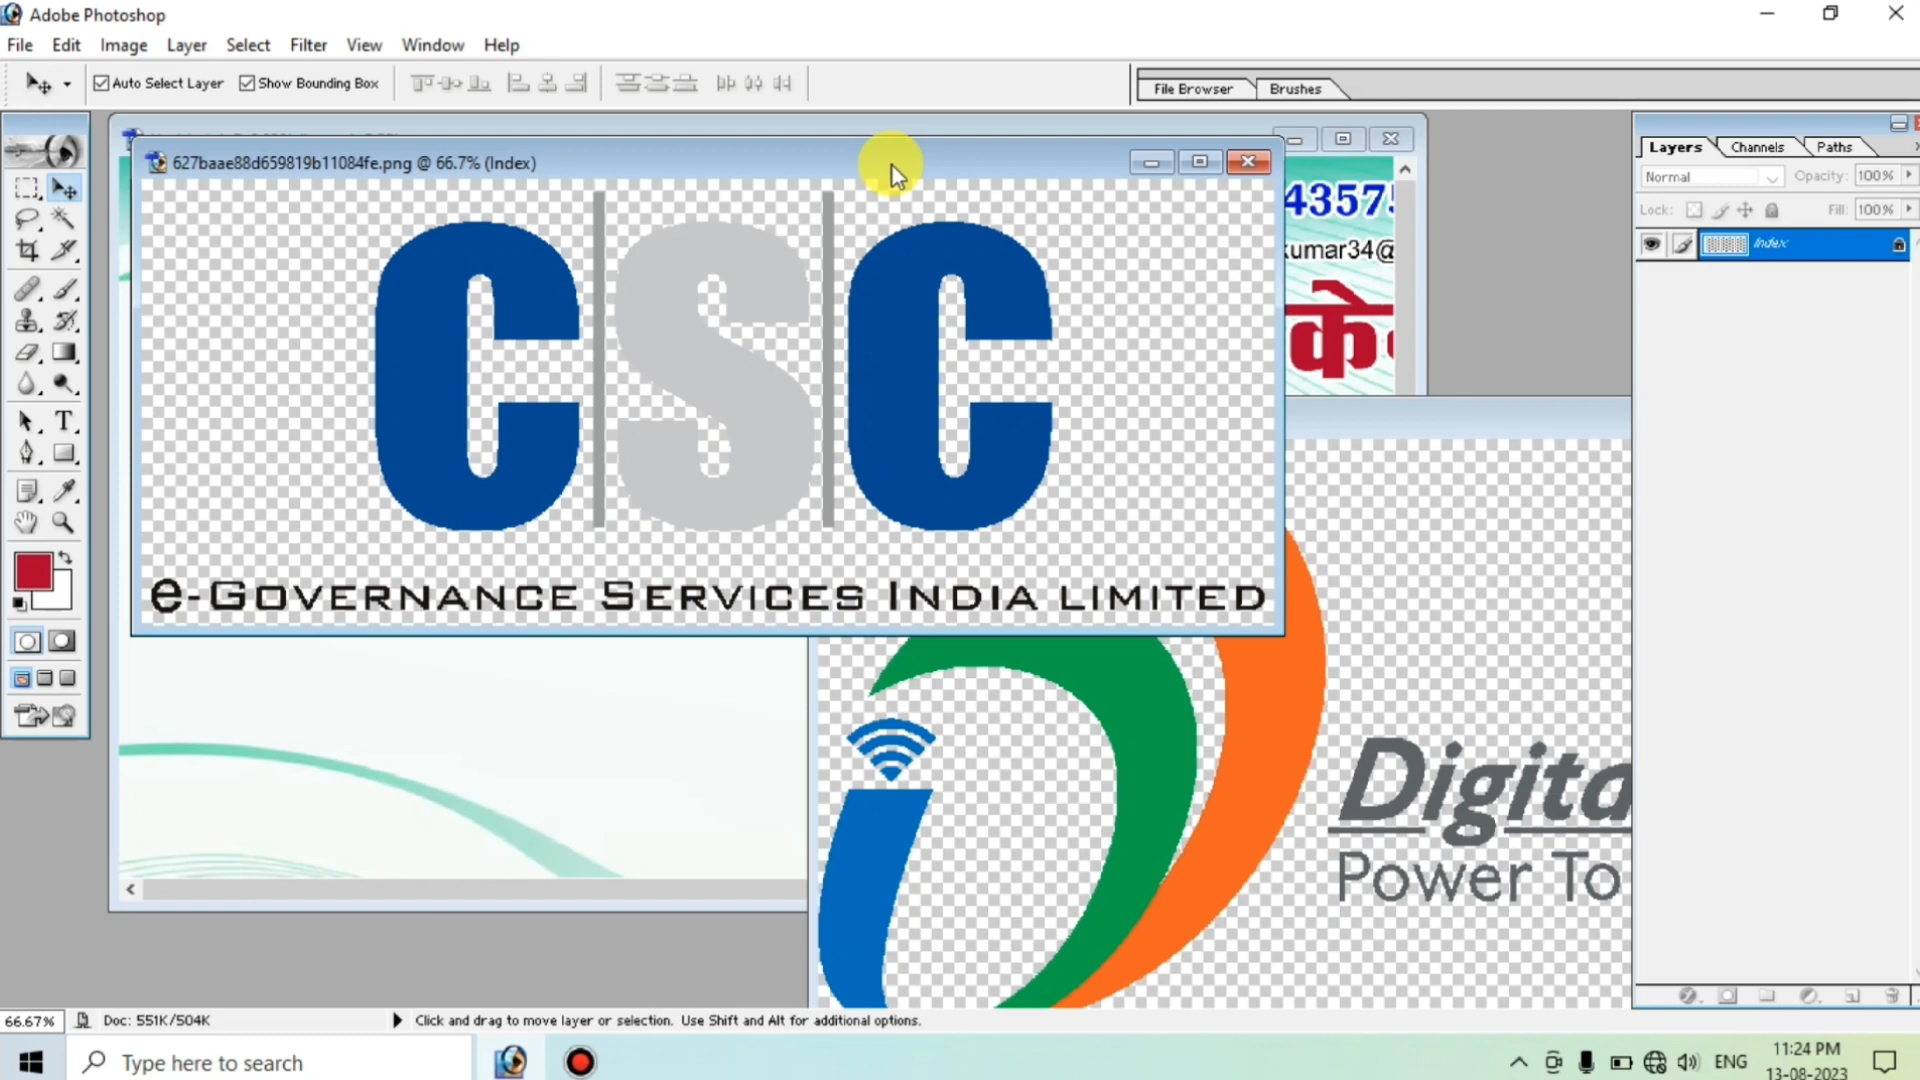 Adobe Photoshop
File Edit Image Layer Select Filter View Window Help
Auto Select Layer Show Bounding Box
File Browser Brushes
627baae88d659819b11084fe.png @ 66.7% (Index)
CSC
e-Governance Services India Limited
43575
kumar34@
के
Digita
Power To
Layers Channels Paths
Normal Opacity: 100%
Lock: Fill: 100%
Index
66.67% Doc: 551K/504K Click and drag to move layer or selection. Use Shift and Alt for additional options.
Type here to search
ENG
11:24 PM
13-08-2023